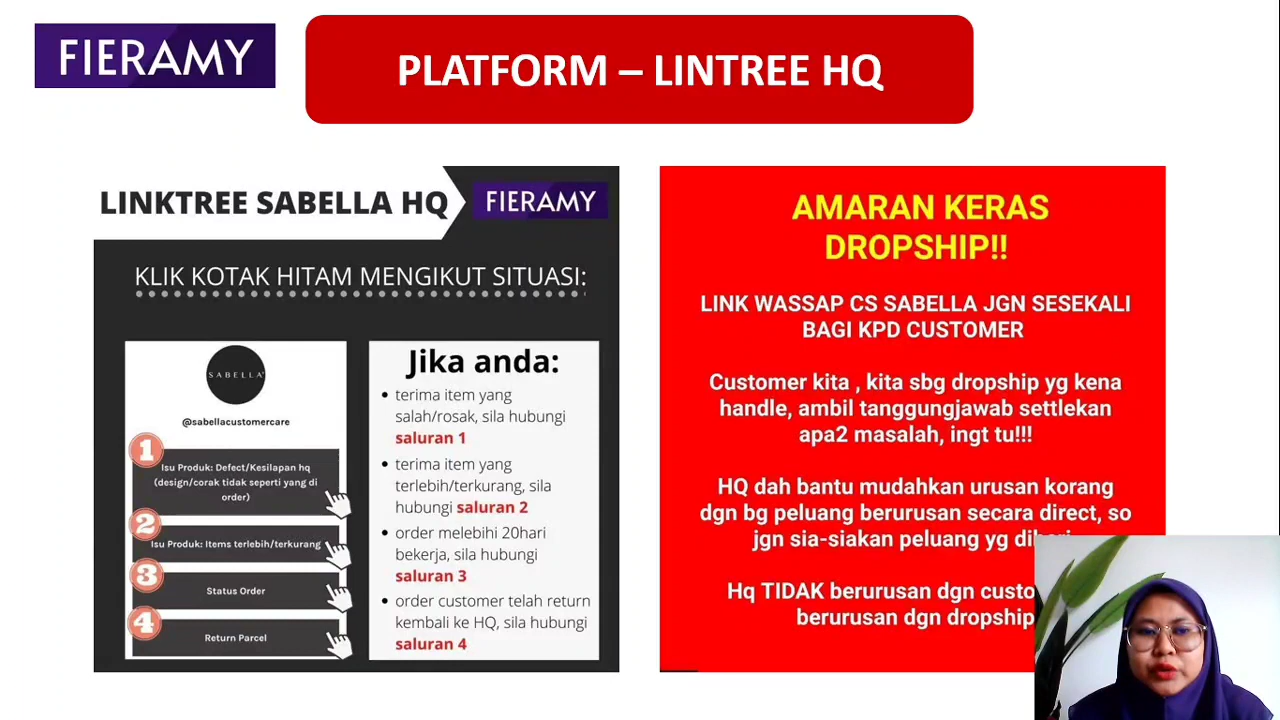 FIERAMY
PLATFORM – LINTREE HQ
LINKTREE SABELLA HQ
FIERAMY
KLIK KOTAK HITAM MENGIKUT SITUASI:
SABELLA
@sabellacustomercare
1
Isu Produk: Defect/Kesilapan hq
(design/corak tidak seperti yang di
order)
2
Isu Produk: Items terlebih/terkurang
3
Status Order
4
Return Parcel
Jika anda:
terima item yang
salah/rosak, sila hubungi
saluran 1
terima item yang
terlebih/terkurang, sila
hubungi saluran 2
order melebihi 20hari
bekerja, sila hubungi
saluran 3
order customer telah return
kembali ke HQ, sila hubungi
saluran 4
AMARAN KERAS
DROPSHIP!!
LINK WASSAP CS SABELLA JGN SESEKALI
BAGI KPD CUSTOMER
Customer kita , kita sbg dropship yg kena
handle, ambil tanggungjawab settlekan
apa2 masalah, ingt tu!!!
HQ dah bantu mudahkan urusan korang
dgn bg peluang berurusan secara direct, so
jgn sia-siakan peluang yg
Hq TIDAK berurusan dgn
berurusan dgn dropship